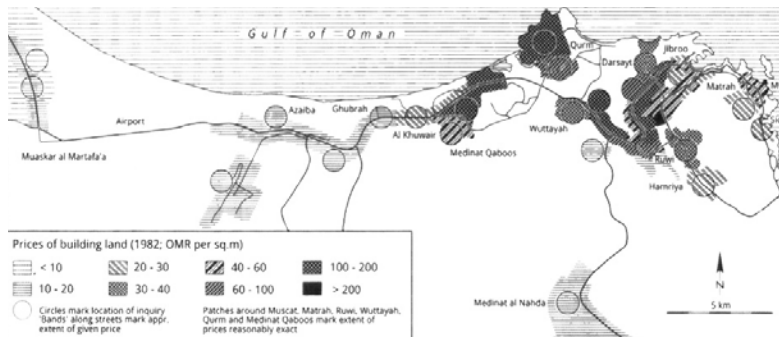 Gulf of Oman
Qurm
Jibroo
Darsayt
Azaiba
Ghubrah
Matrah
Airport
Al Khuwair
Wuttayah
Muaskar al Martafa'a
Medinat Qaboos
Ruwi
Hamriya
Prices of building land (1982; OMR per sq.m)
< 10
20 - 30
40 - 60
100 - 200
10 - 20
30 - 40
60 - 100
> 200
Circles mark location of inquiry
'Bands' along streets mark appr.
extent of given price
Patches around Muscat, Matrah, Ruwi, Wuttayah,
Qurm and Medinat Qaboos mark extent of
prices reasonably exact
Medinat al Nahda
N
5 km